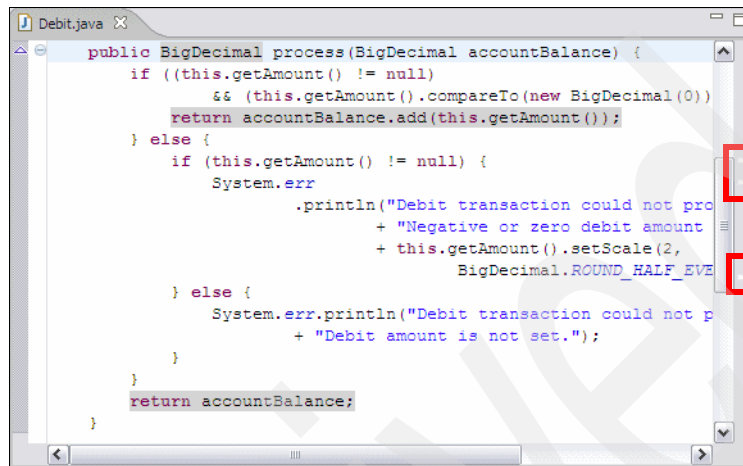 Debit.java
public BigDecimal process(BigDecimal accountBalance) {
if ((this.getAmount() != null)
&& (this.getAmount().compareTo(new BigDecimal(0))
return accountBalance.add(this.getAmount());
} else {
if (this.getAmount() != null) {
System.err
.println("Debit transaction could not pro
+ "Negative or zero debit amount
+ this.getAmount().setScale(2,
BigDecimal.ROUND_HALF_EVE
} else {
System.err.println("Debit transaction could not p
+ "Debit amount is not set.");
}
}
return accountBalance;
}